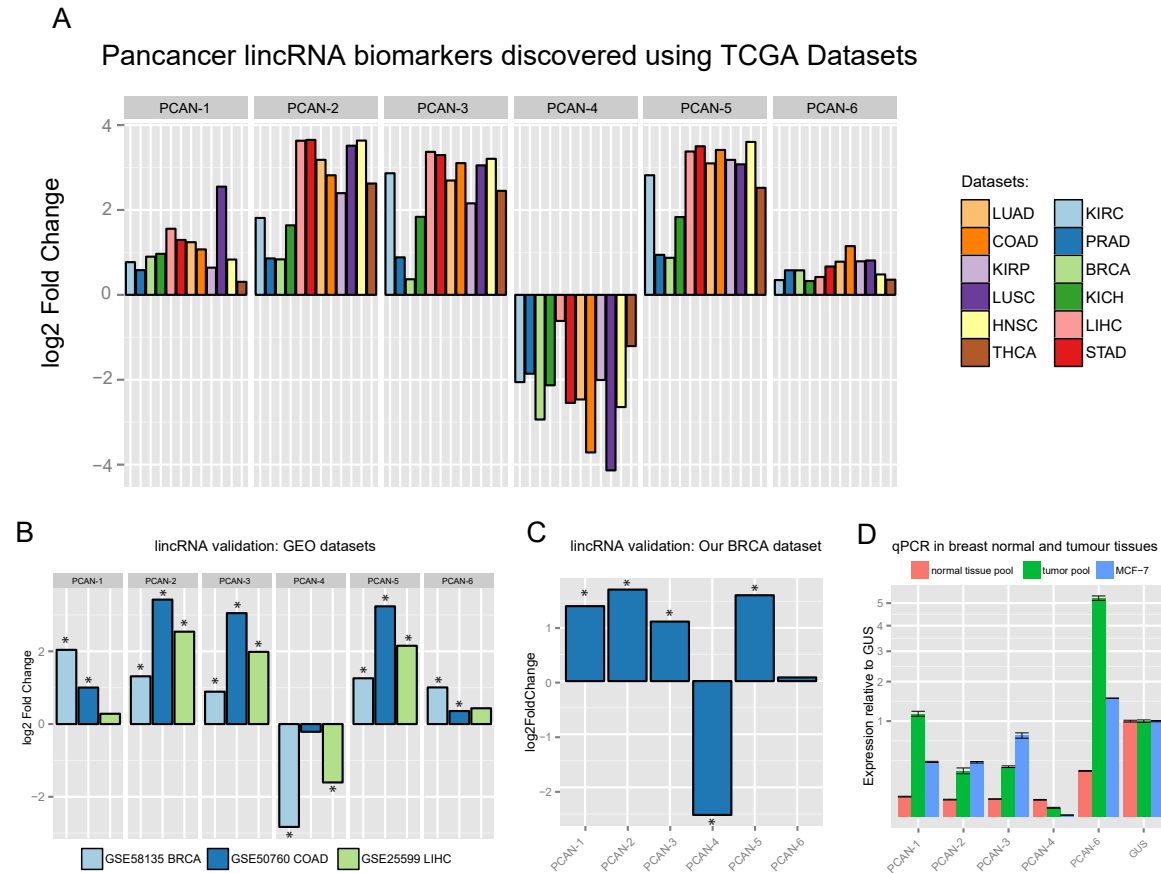 A
Pancancer lincRNA biomarkers discovered using TCGA Datasets
PCAN-1 PCAN-2 PCAN-3 PCAN-4 PCAN-5 PCAN-6
log2 Fold Change
4
2
0
−2
−4
Datasets:
LUAD KIRC
COAD PRAD
KIRP BRCA
LUSC KICH
HNSC LIHC
THCA STAD
B
lincRNA validation: GEO datasets
PCAN-1 PCAN-2 PCAN-3 PCAN-4 PCAN-5 PCAN-6
log2 Fold Change
2
0
−2
* * * * * * * * * * * * * * *
GSE58135 BRCA GSE50760 COAD GSE25599 LIHC
C
lincRNA validation: Our BRCA dataset
log2FoldChange
1
0
−1
−2
* * * * *
PCAN-1 PCAN-2 PCAN-3 PCAN-4 PCAN-5 PCAN-6
D
qPCR in breast normal and tumour tissues
normal tissue pool tumor pool MCF-7
Expression relative to GUS
5
4
3
2
1
PCAN-1 PCAN-2 PCAN-3 PCAN-4 PCAN-6 GUS